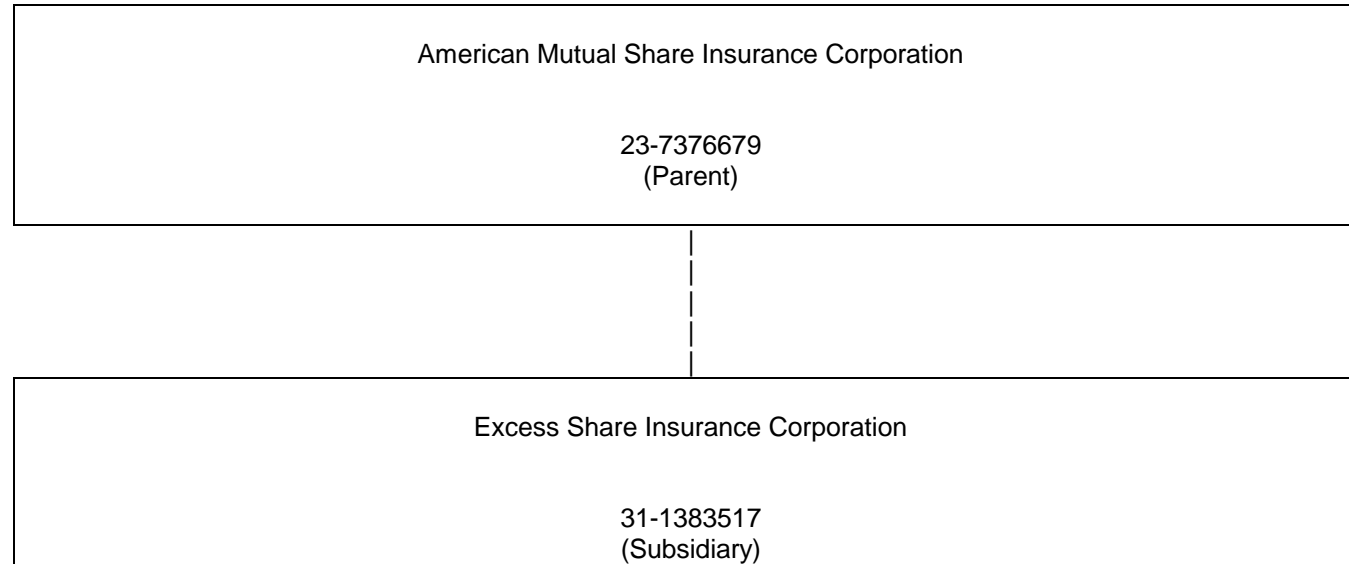 American Mutual Share Insurance Corporation
23-7376679
(Parent)
Excess Share Insurance Corporation
31-1383517
(Subsidiary)